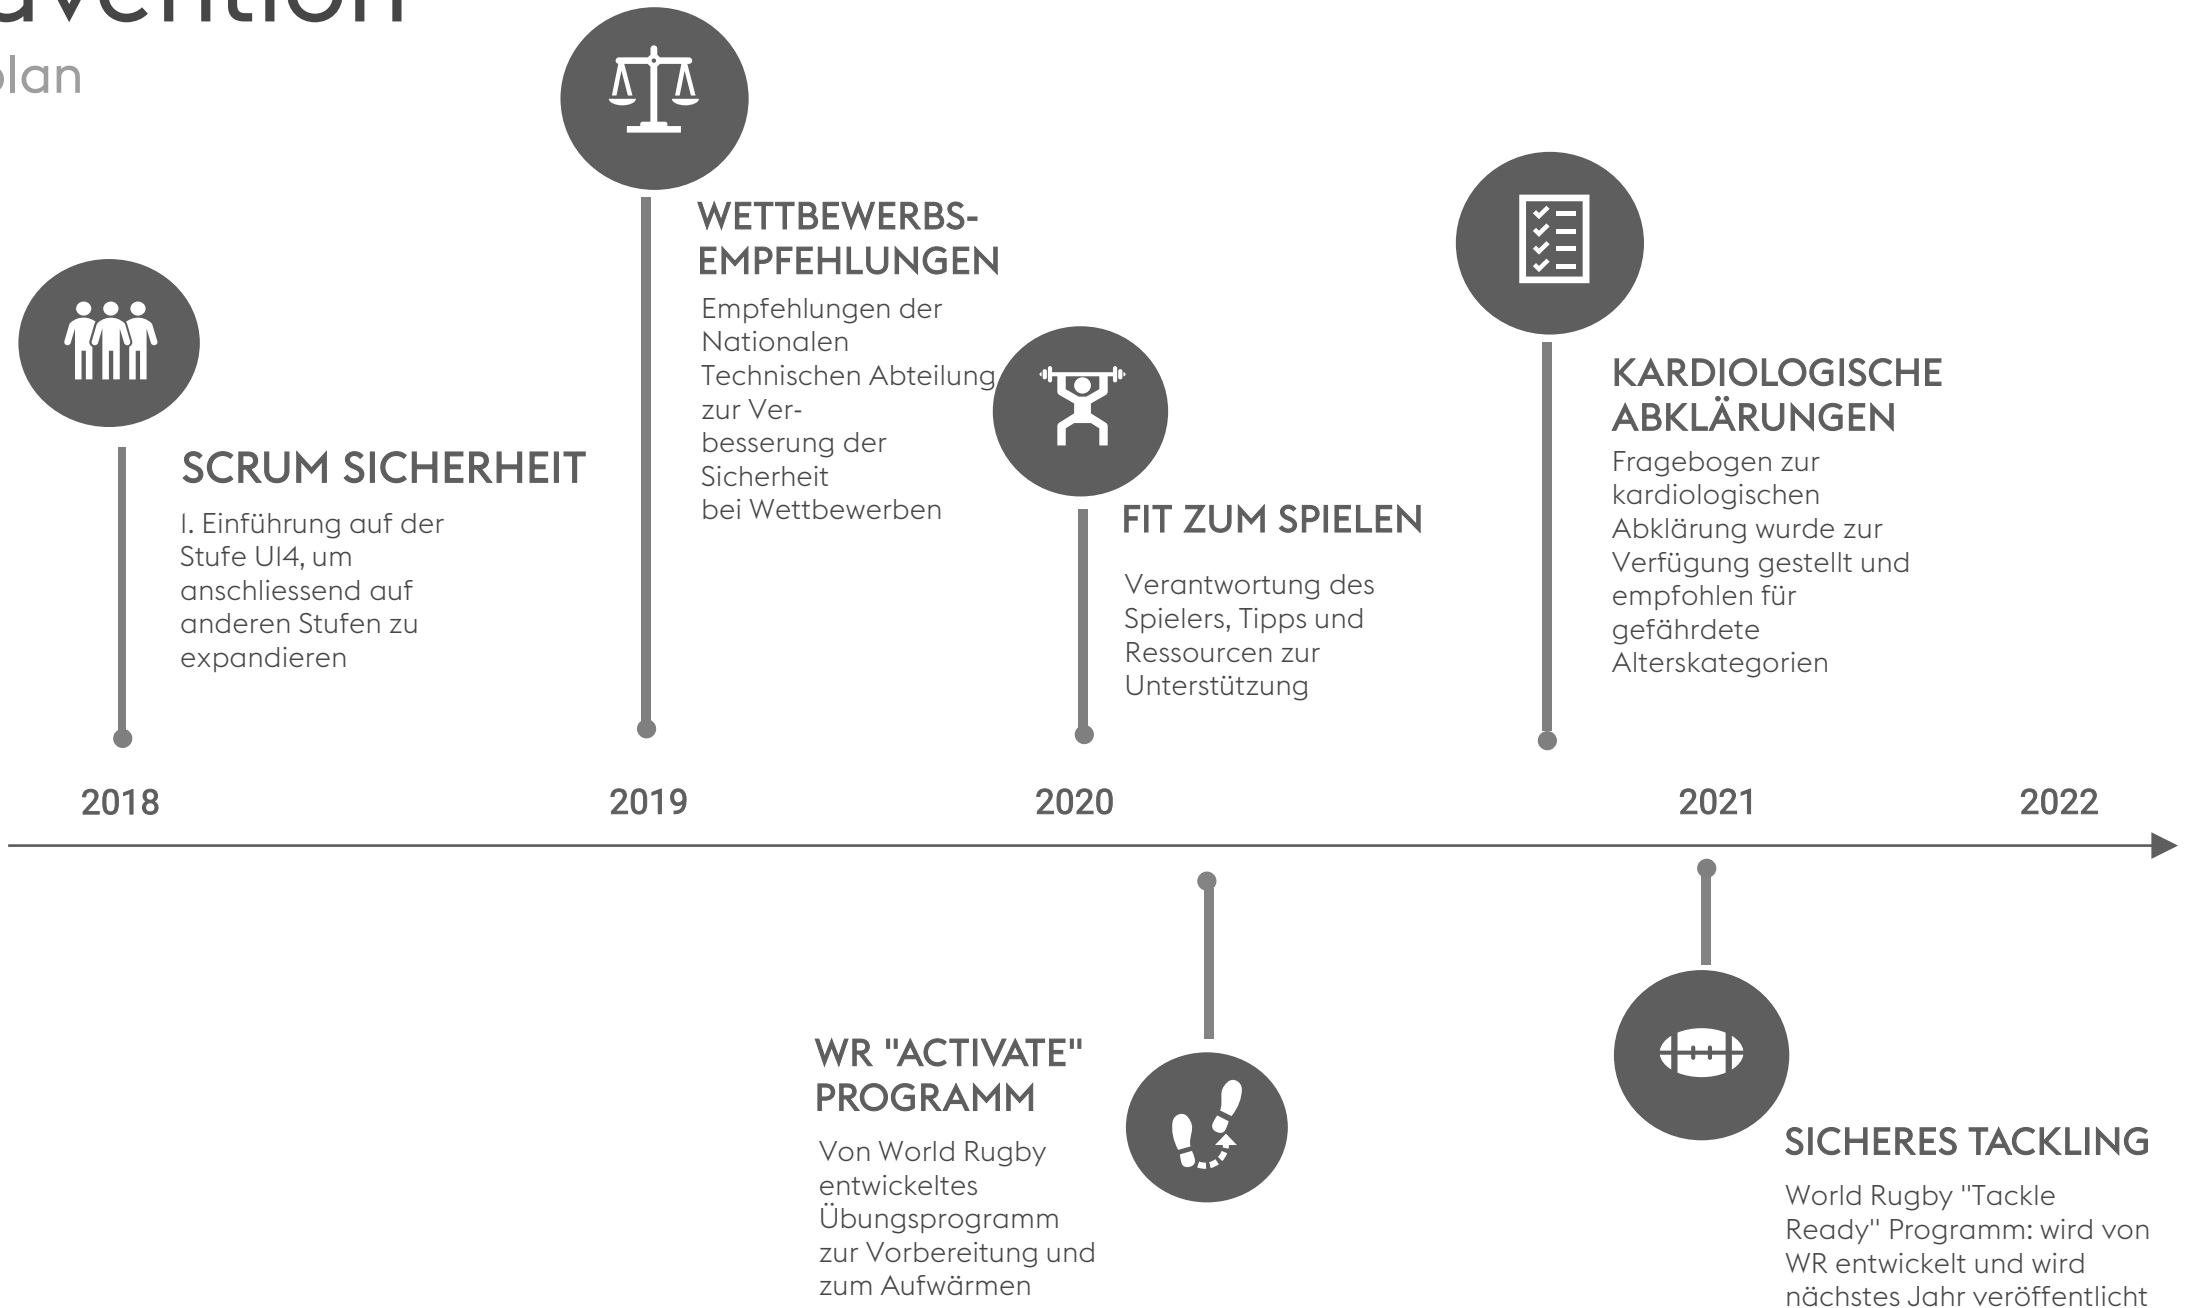 plan
SCRUM SICHERHEIT
1. Einführung auf der
Stufe U14, um
anschliessend auf
anderen Stufen zu
expandieren
WETTBEWERBS-
EMPFEHLUNGEN
Empfehlungen der
Nationalen
Technischen Abteilung
zur Ver-
besserung der
Sicherheit
bei Wettbewerben
FIT ZUM SPIELEN
Verantwortung des
Spielers, Tipps und
Ressourcen zur
Unterstützung
KARDIOLOGISCHE
ABKLÄRUNGEN
Fragebogen zur
kardiologischen
Abklärung wurde zur
Verfügung gestellt und
empfohlen für
gefährdete
Alterskategorien
2018
2019
2020
2021
2022
WR "ACTIVATE"
PROGRAMM
Von World Rugby
entwickeltes
Übungsprogramm
zur Vorbereitung und
zum Aufwärmen
SICHERES TACKLING
World Rugby "Tackle
Ready" Programm: wird von
WR entwickelt und wird
nächstes Jahr veröffentlicht